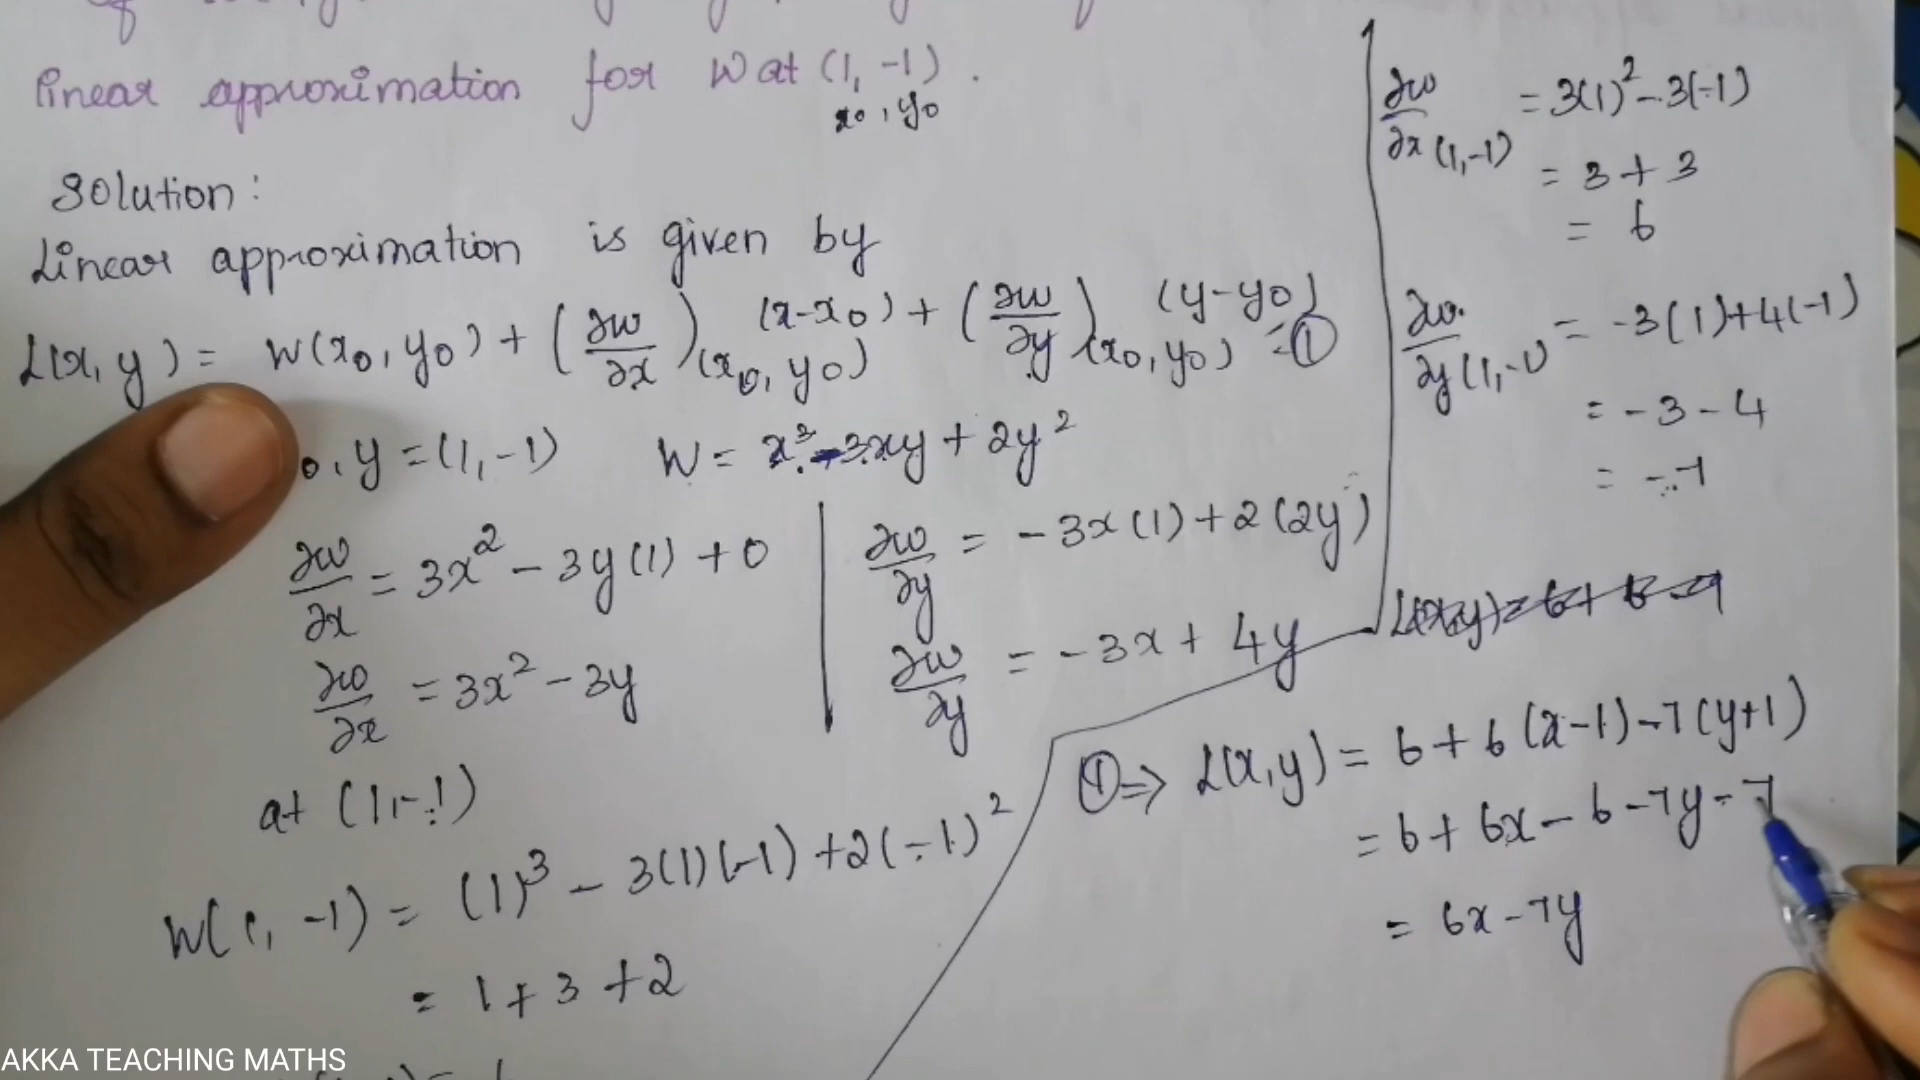 linear approximation for W at (1, -1).
x₀, y₀
Solution:
Linear approximation is given by
L(x, y) = W(x₀, y₀) + (∂w/∂x)(x₀, y₀) (x-x₀) + (∂w/∂y)(x₀, y₀) (y-y₀) -①
₀, y = (1, -1) W = x³ - 3xy + 2y²
∂w/∂x = 3x² - 3y(1) + 0
∂w/∂x = 3x² - 3y
∂w/∂y = -3x(1) + 2(2y)
∂w/∂y = -3x + 4y
at (1, -1)
W(1, -1) = (1)³ - 3(1)(-1) + 2(-1)²
= 1 + 3 + 2
∂w/∂x (1, -1) = 3(1)² - 3(-1)
= 3 + 3
= 6
∂w/∂y (1, -1) = -3(1) + 4(-1)
= -3 - 4
= -7
① => L(x, y) = 6 + 6(x-1) - 7(y+1)
= 6 + 6x - 6 - 7y - 7
= 6x - 7y
AKKA TEACHING MATHS